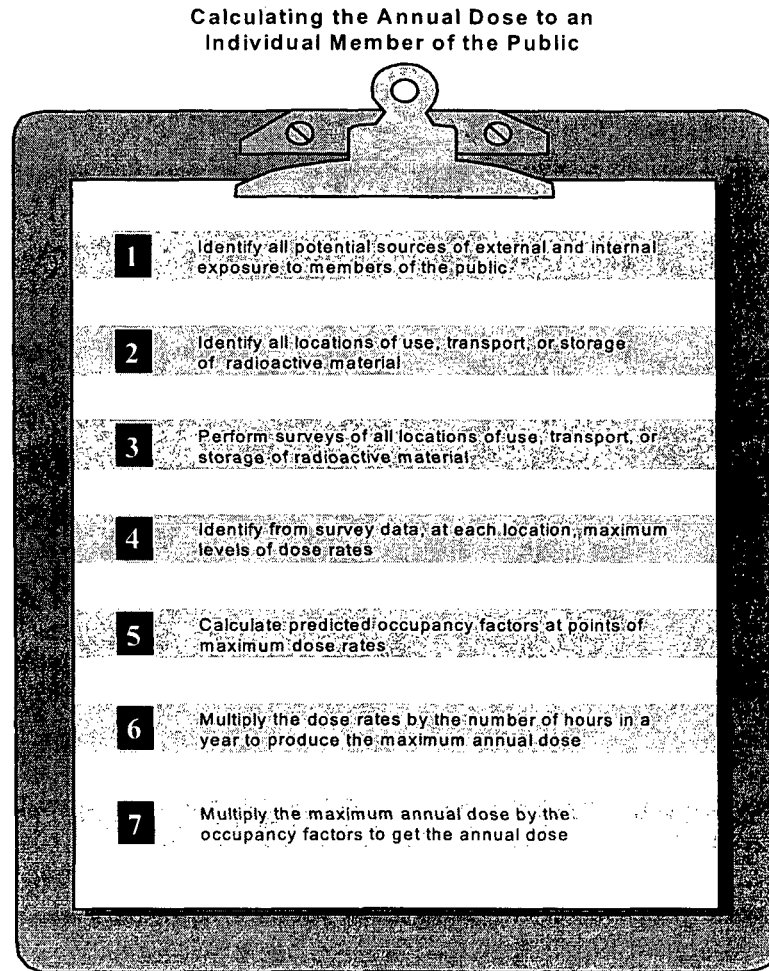 Calculating the Annual Dose to an
Individual Member of the Public
1 Identify all potential sources of external and internal
exposure to members of the public
2 Identify all locations of use, transport, or storage
of radioactive material
3 Perform surveys of all locations of use, transport, or
storage of radioactive material
4 Identify from survey data, at each location, maximum
levels of dose rates
5 Calculate predicted occupancy factors at points of
maximum dose rates
6 Multiply the dose rates by the number of hours in a
year to produce the maximum annual dose
7 Multiply the maximum annual dose by the
occupancy factors to get the annual dose